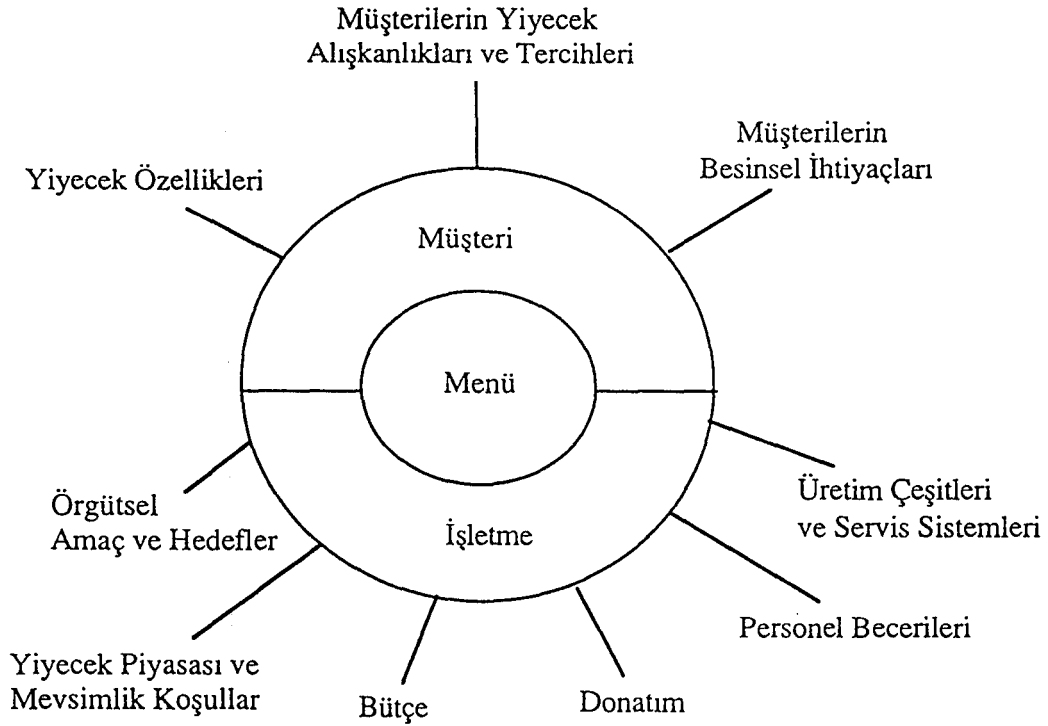 Müşterilerin Yiyecek
Alışkanlıkları ve Tercihleri
Müşterilerin
Besinsel İhtiyaçları
Yiyecek Özellikleri
Müşteri
Menü
İşletme
Örgütsel
Amaç ve Hedefler
Üretim Çeşitleri
ve Servis Sistemleri
Personel Becerileri
Yiyecek Piyasası ve
Mevsimlik Koşullar
Bütçe
Donatım